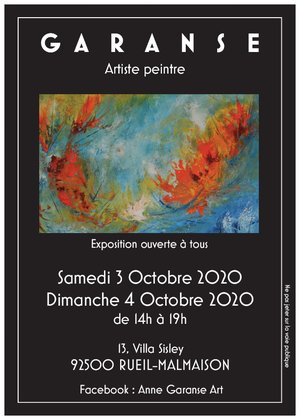 GARANSE
Artiste peintre
Exposition ouverte à tous
Samedi 3 Octobre 2020
Dimanche 4 Octobre 2020
de 14h à 19h
13, Villa Sisley
92500 RUEIL-MALMAISON
Facebook : Anne Garanse Art
Ne pas jeter sur la voie publique